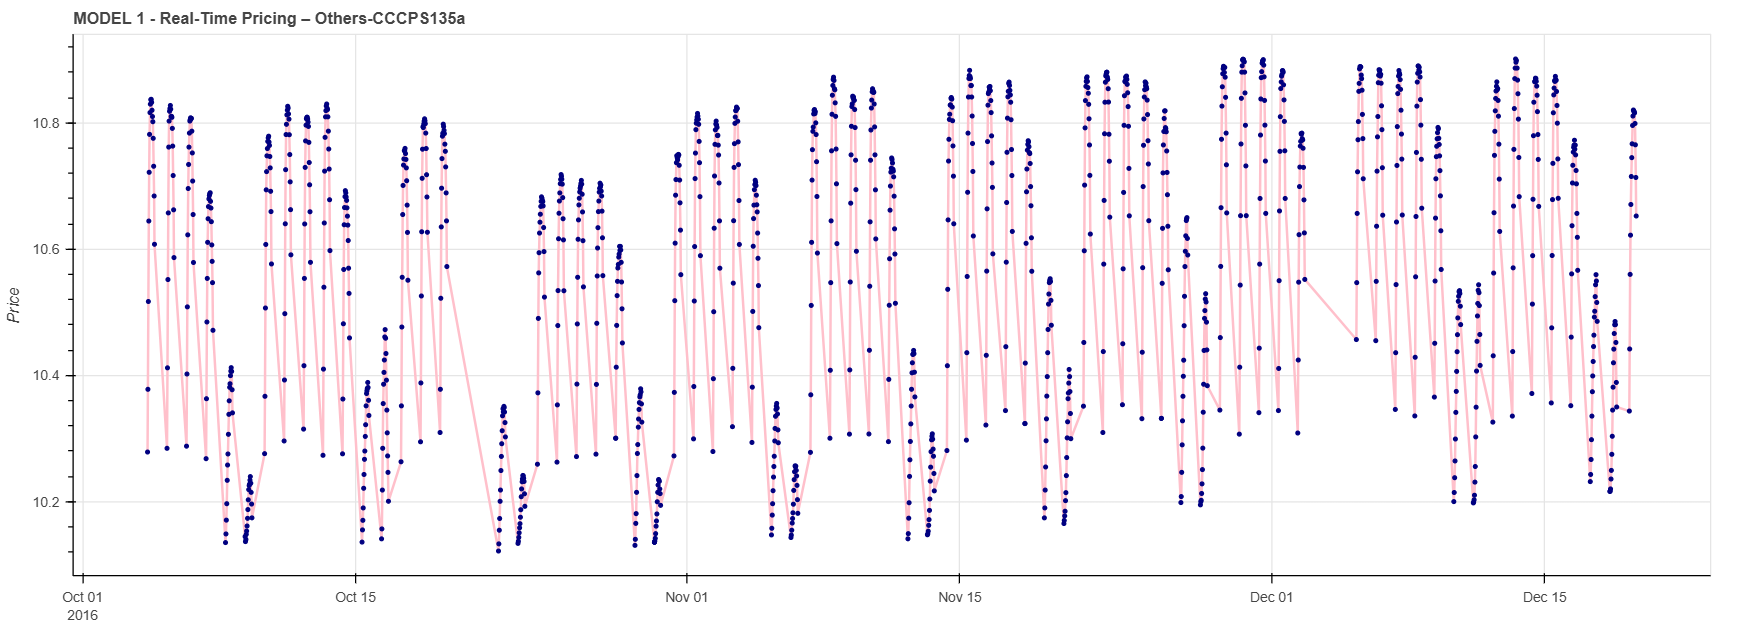 MODEL 1 - Real-Time Pricing – Others-CCCPS135a
Price
10.8
10.6
10.4
10.2
Oct 01
2016
Oct 15
Nov 01
Nov 15
Dec 01
Dec 15